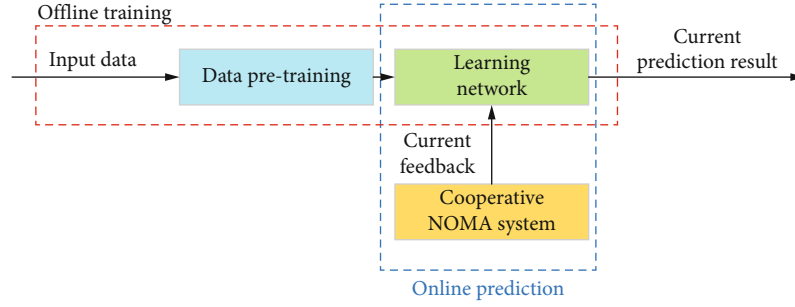 Offline training
Input data
Data pre-training
Learning
network
Current
prediction result
Current
feedback
Cooperative
NOMA system
Online prediction